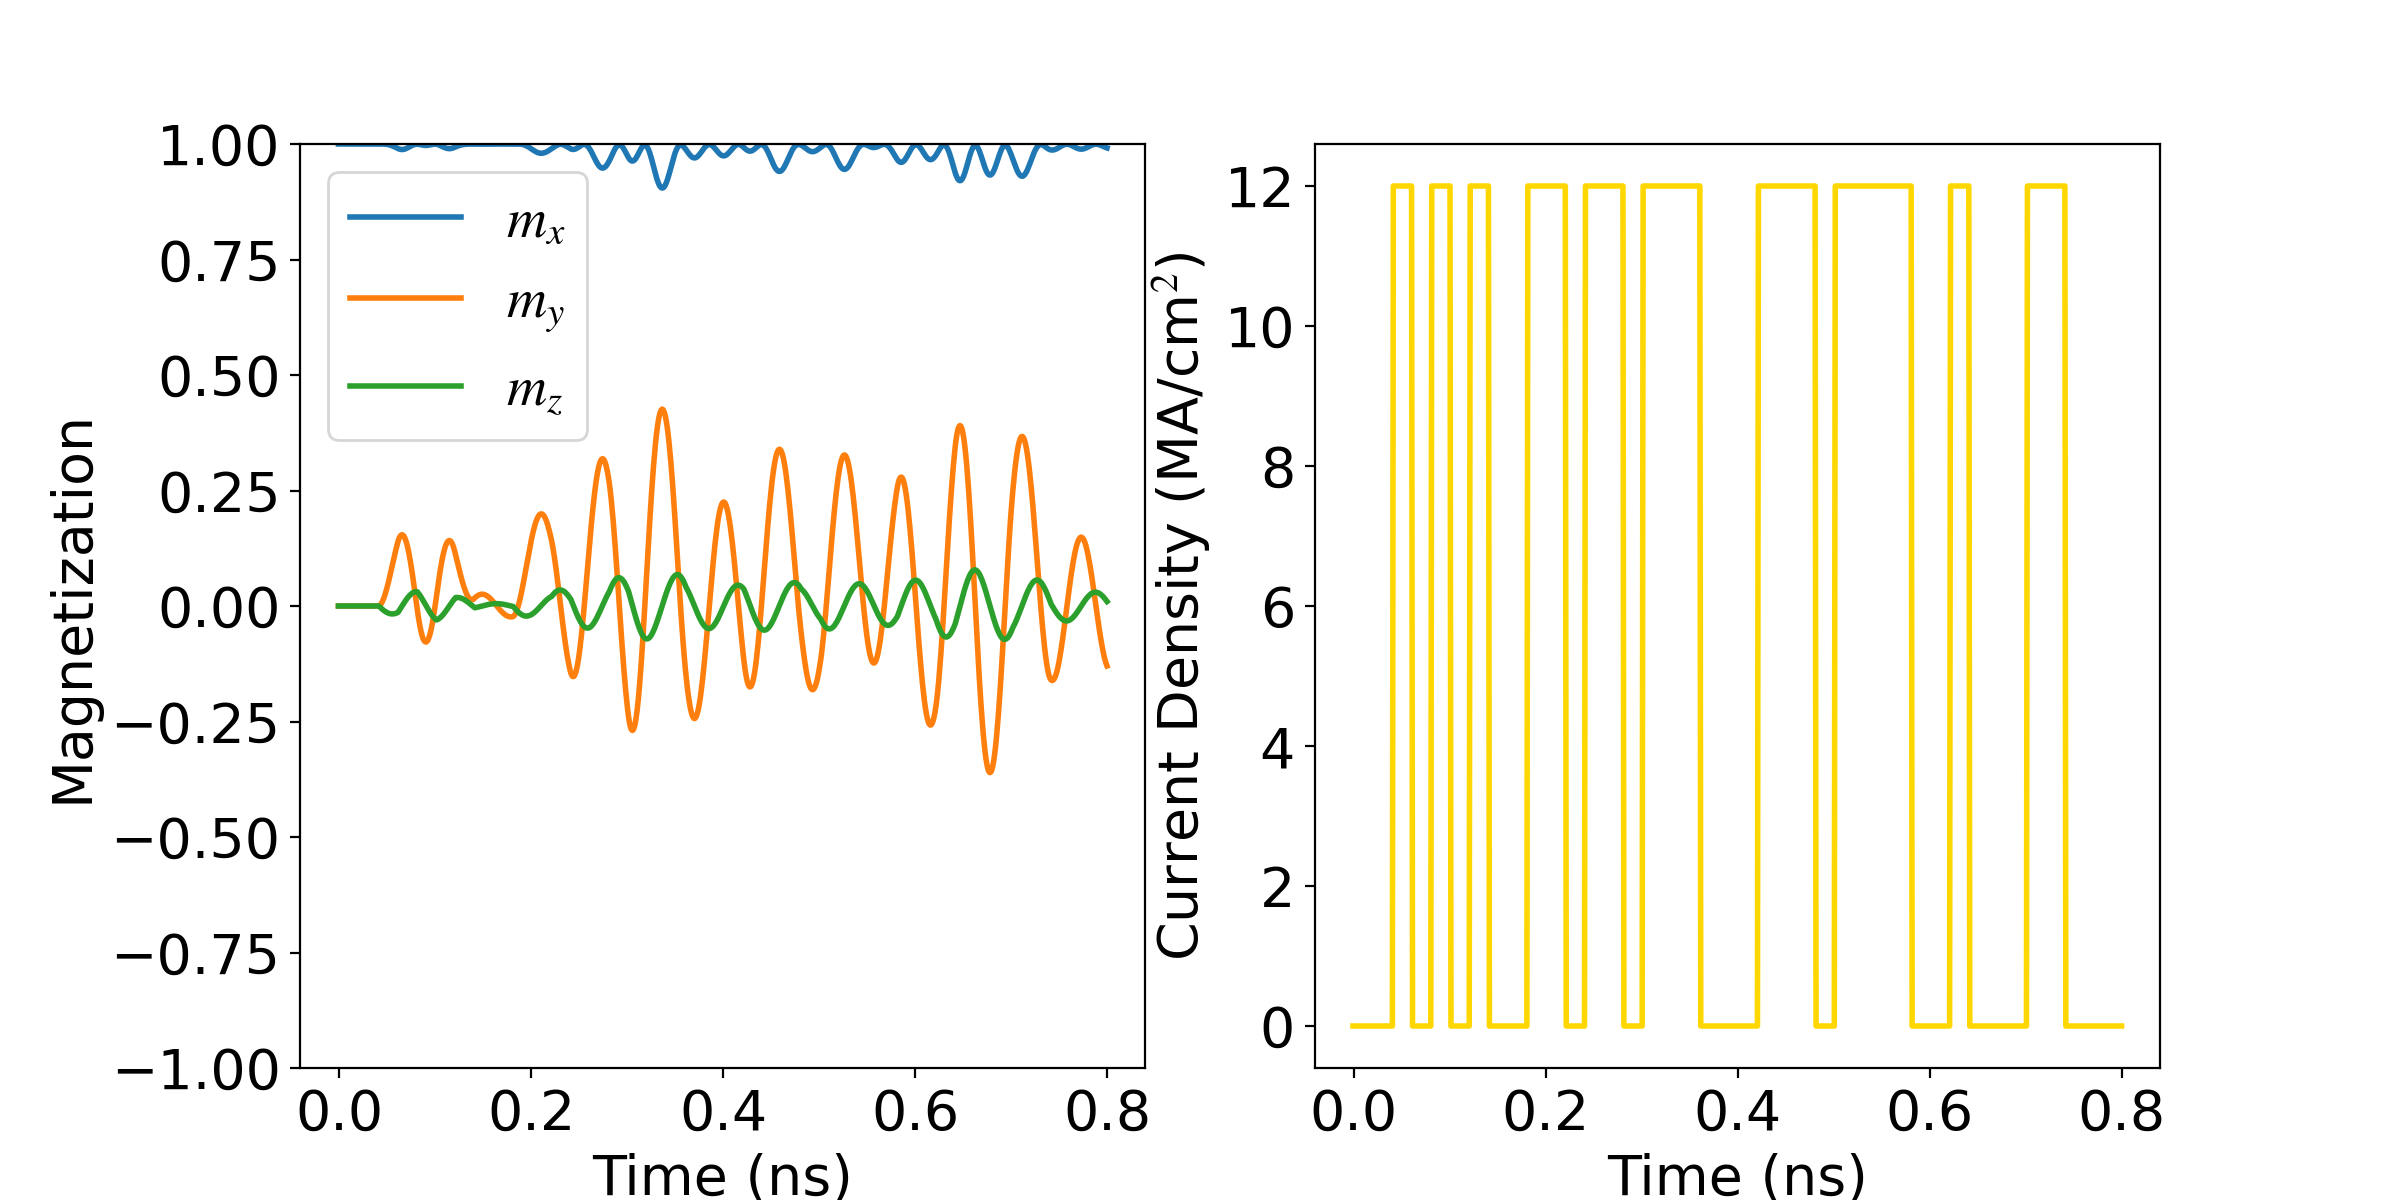 Magnetization
1.00
0.75
0.50
0.25
0.00
−0.25
−0.50
−0.75
−1.00
m_x
m_y
m_z
0.0 0.2 0.4 0.6 0.8
Time (ns)
Current Density (MA/cm²)
12
10
8
6
4
2
0
0.0 0.2 0.4 0.6 0.8
Time (ns)